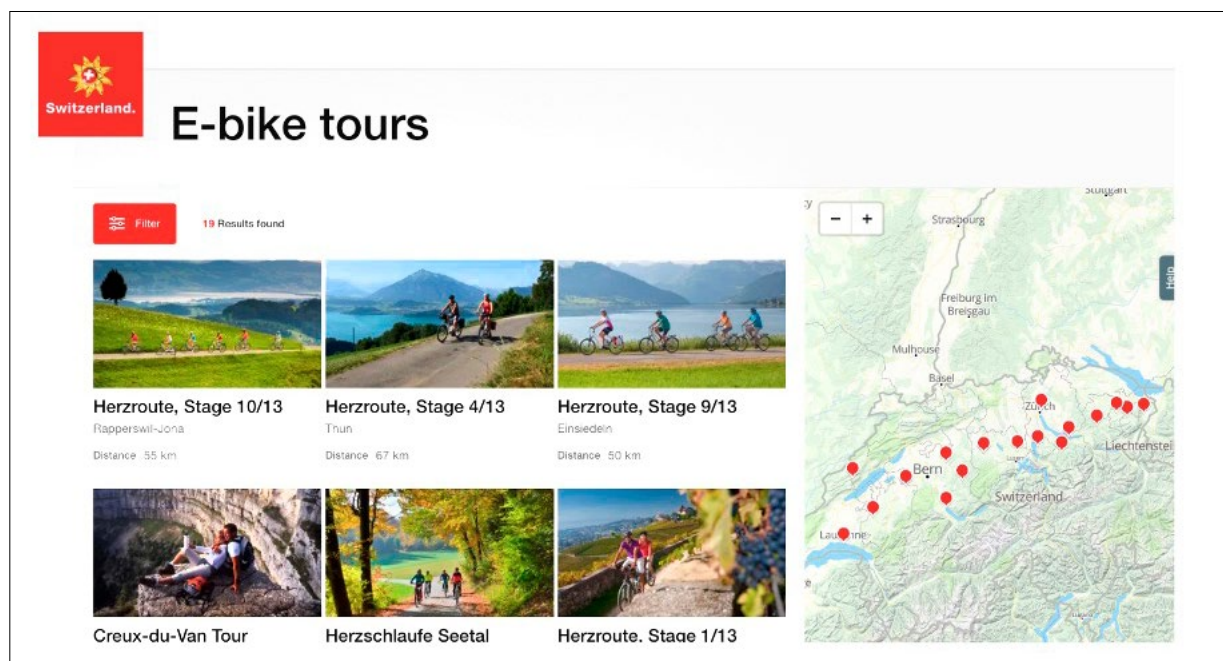 Switzerland.
E-bike tours
Filter
19 Results found
Herzroute, Stage 10/13
Rapperswil-Jona
Distance 55 km
Herzroute, Stage 4/13
Thun
Distance 67 km
Herzroute, Stage 9/13
Einsiedeln
Distance 50 km
Creux-du-Van Tour
Herzschlaufe Seetal
Herzroute, Stage 1/13
− +
Help
Stuttgart
Strasbourg
Freiburg im
Breisgau
Mulhouse
Basel
Zürich
Liechtenstei
Bern
Switzerland